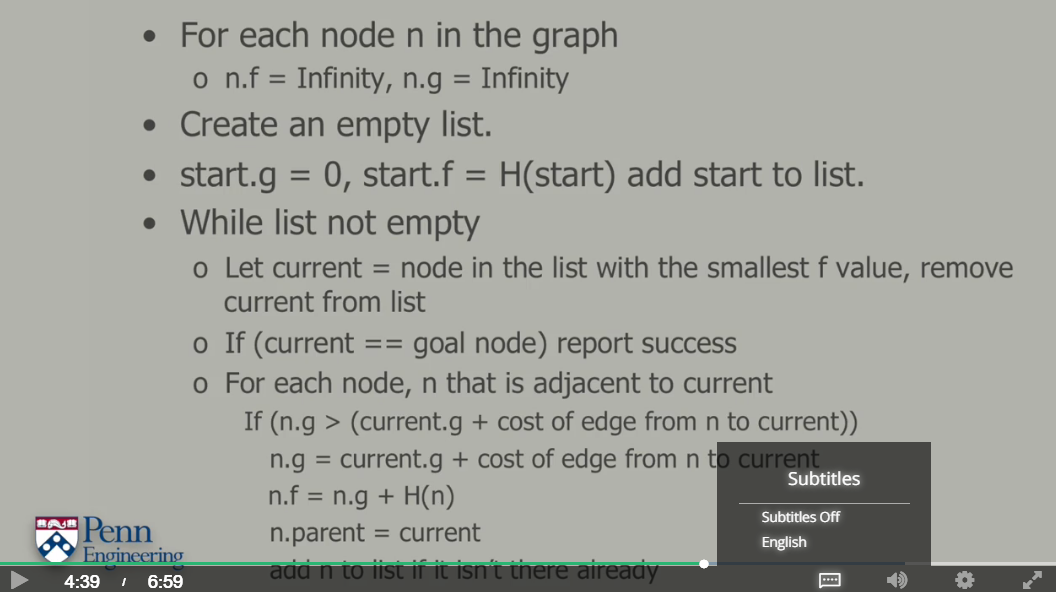 • For each node n in the graph
o n.f = Infinity, n.g = Infinity
• Create an empty list.
• start.g = 0, start.f = H(start) add start to list.
• While list not empty
o Let current = node in the list with the smallest f value, remove
current from list
o If (current == goal node) report success
o For each node, n that is adjacent to current
If (n.g > (current.g + cost of edge from n to current))
n.g = current.g + cost of edge from n to current
n.f = n.g + H(n)
n.parent = current
add n to list if it isn't there already
Subtitles
Subtitles Off
English
Penn
Engineering
4:39 / 6:59